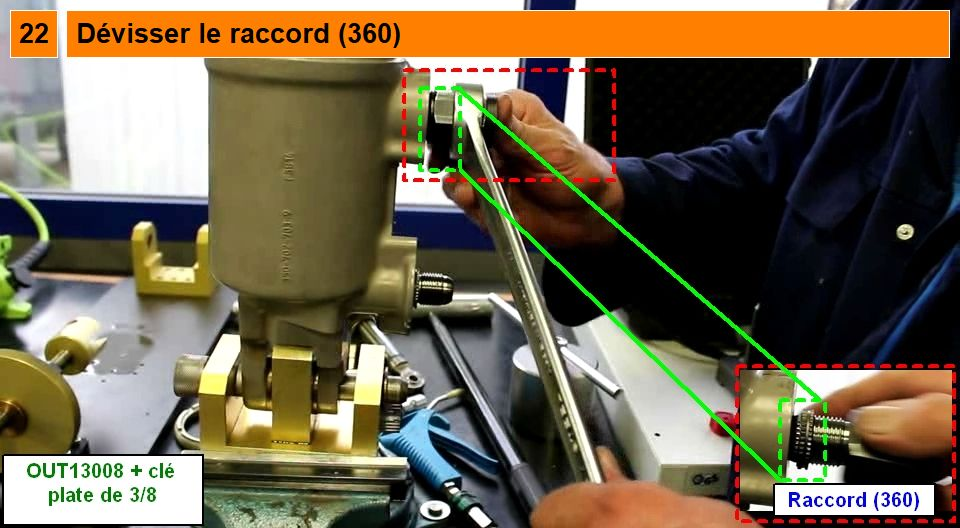 22 Dévisser le raccord (360)
OUT13008 + clé
plate de 3/8
Raccord (360)